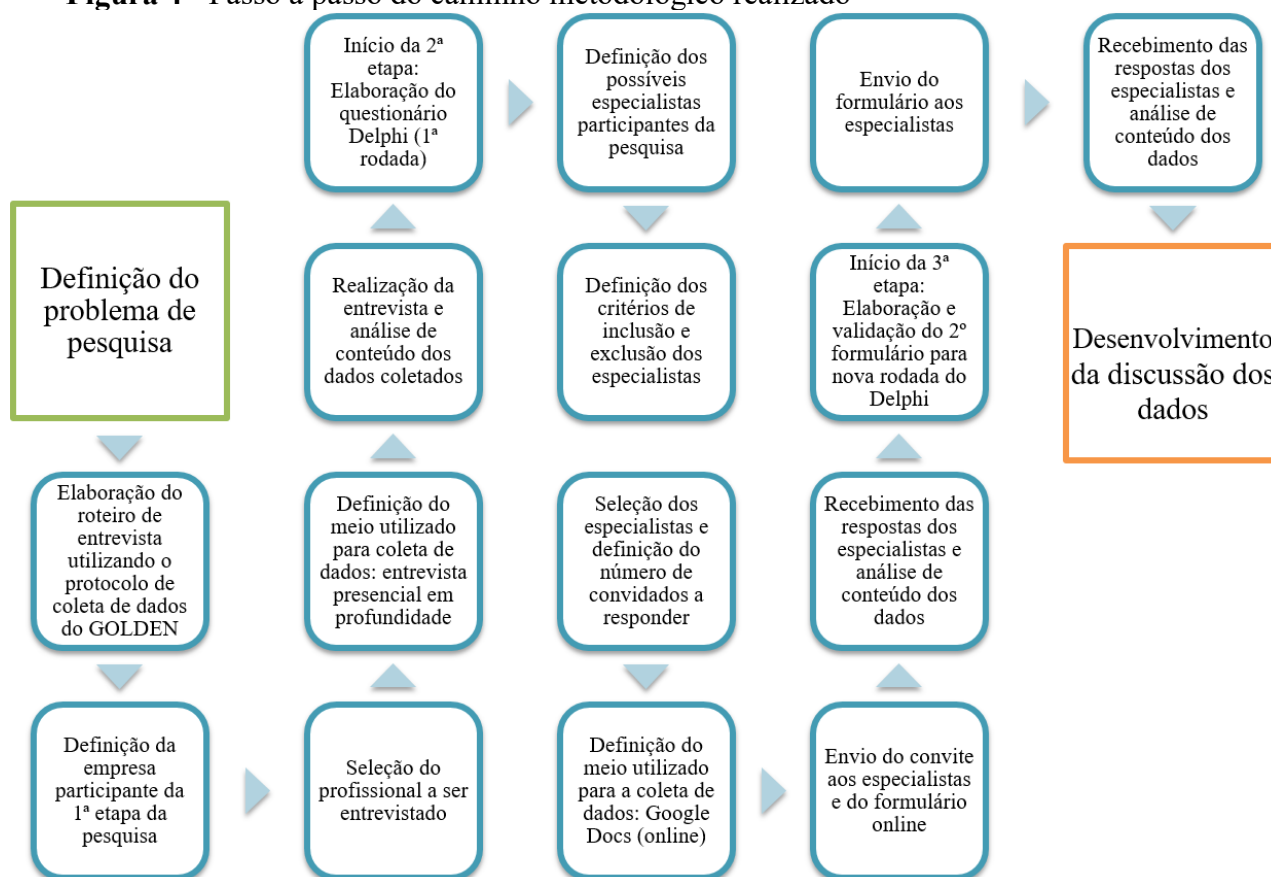 Figura 4 - Passo a passo do caminho metodológico realizado
Definição do
problema de
pesquisa
Elaboração do
roteiro de
entrevista
utilizando o
protocolo de
coleta de dados
do GOLDEN
Definição da
empresa
participante da
1ª etapa da
pesquisa
Seleção do
profissional a ser
entrevistado
Definição do
meio utilizado
para coleta de
dados: entrevista
presencial em
profundidade
Realização da
entrevista e
análise de
conteúdo dos
dados coletados
Início da 2ª
etapa:
Elaboração do
questionário
Delphi (1ª
rodada)
Definição dos
possíveis
especialistas
participantes da
pesquisa
Definição dos
critérios de
inclusão e
exclusão dos
especialistas
Seleção dos
especialistas e
definição do
número de
convidados a
responder
Definição do
meio utilizado
para a coleta de
dados: Google
Docs (online)
Envio do convite
aos especialistas
e do formulário
online
Recebimento das
respostas dos
especialistas e
análise de
conteúdo dos
dados
Início da 3ª
etapa:
Elaboração e
validação do 2º
formulário para
nova rodada do
Delphi
Envio do
formulário aos
especialistas
Recebimento das
respostas dos
especialistas e
análise de
conteúdo dos
dados
Desenvolvimento
da discussão dos
dados